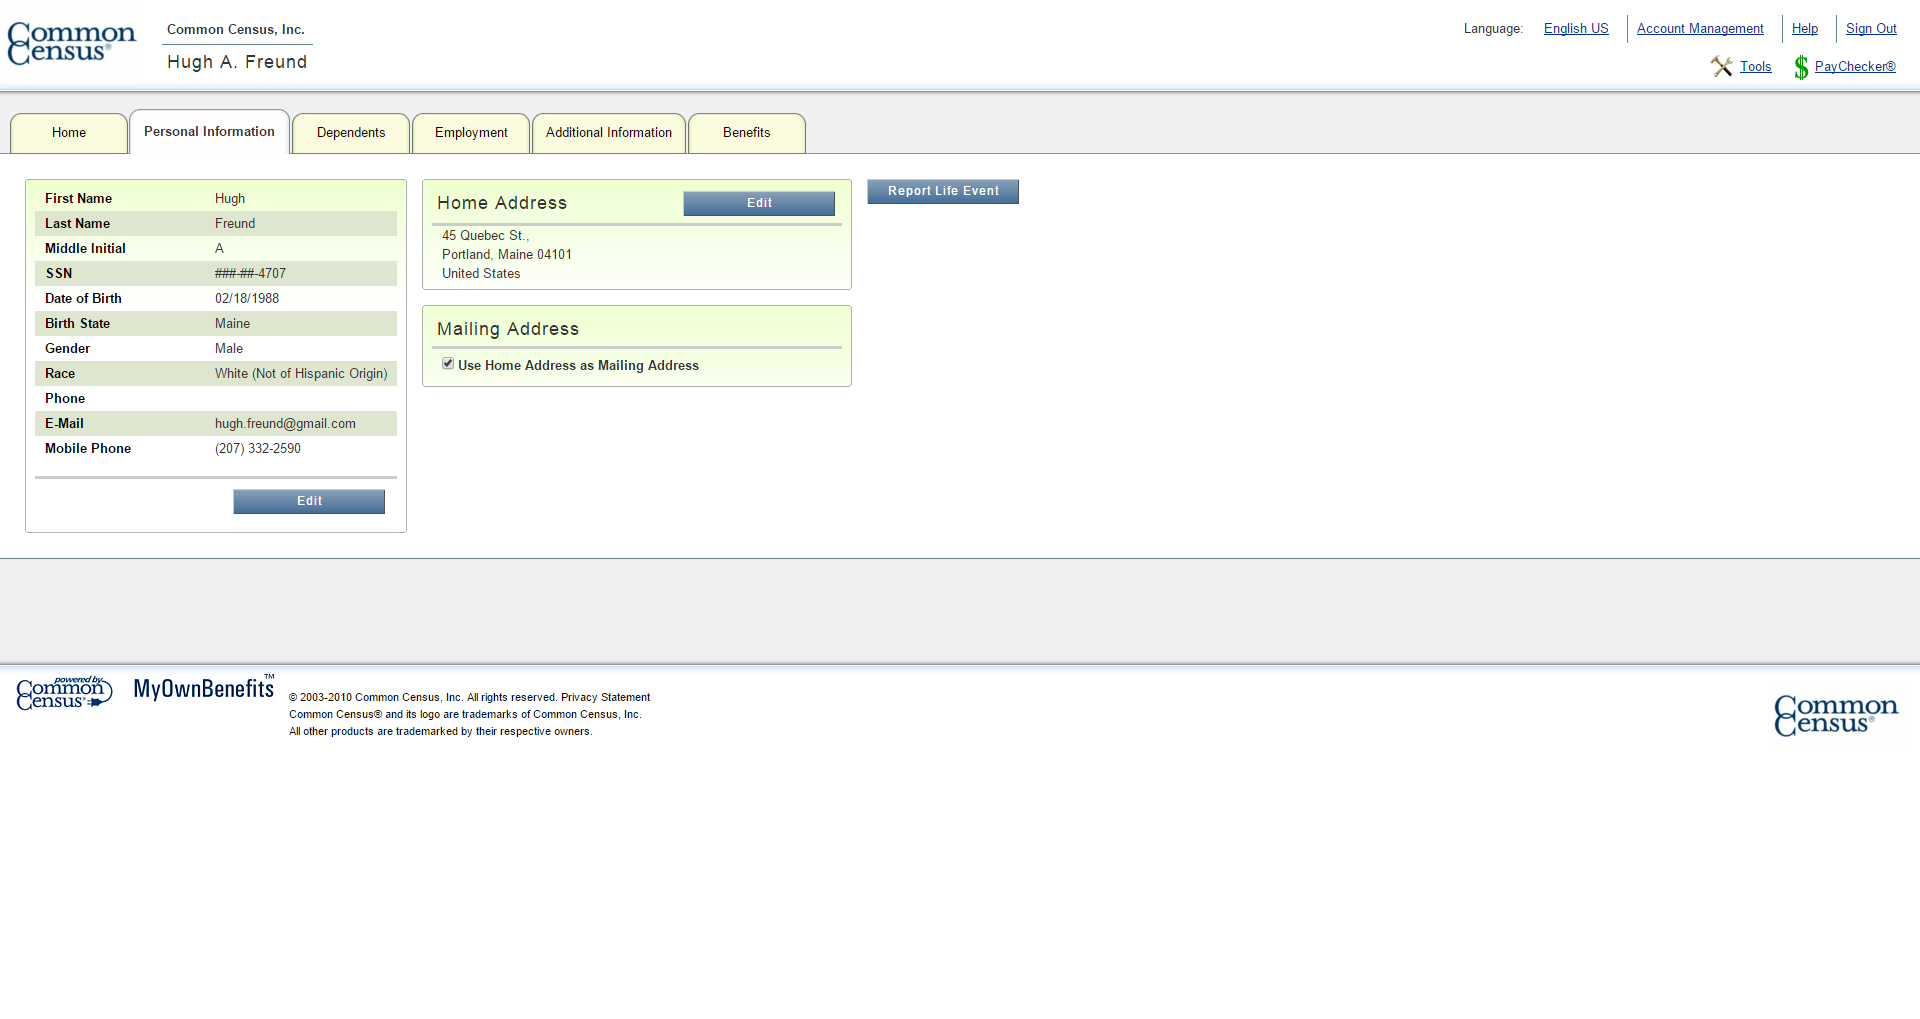 Common Census®
Common Census, Inc.
Hugh A. Freund
Language: English US Account Management Help Sign Out
Tools PayChecker®
Home Personal Information Dependents Employment Additional Information Benefits
First Name Hugh
Last Name Freund
Middle Initial A
SSN ###-##-4707
Date of Birth 02/18/1988
Birth State Maine
Gender Male
Race White (Not of Hispanic Origin)
Phone
E-Mail hugh.freund@gmail.com
Mobile Phone (207) 332-2590
Edit
Home Address Edit
45 Quebec St.,
Portland, Maine 04101
United States
Mailing Address
Use Home Address as Mailing Address
Report Life Event
powered by
Common Census®
MyOwnBenefits™
© 2003-2010 Common Census, Inc. All rights reserved. Privacy Statement
Common Census® and its logo are trademarks of Common Census, Inc.
All other products are trademarked by their respective owners.
Common Census®